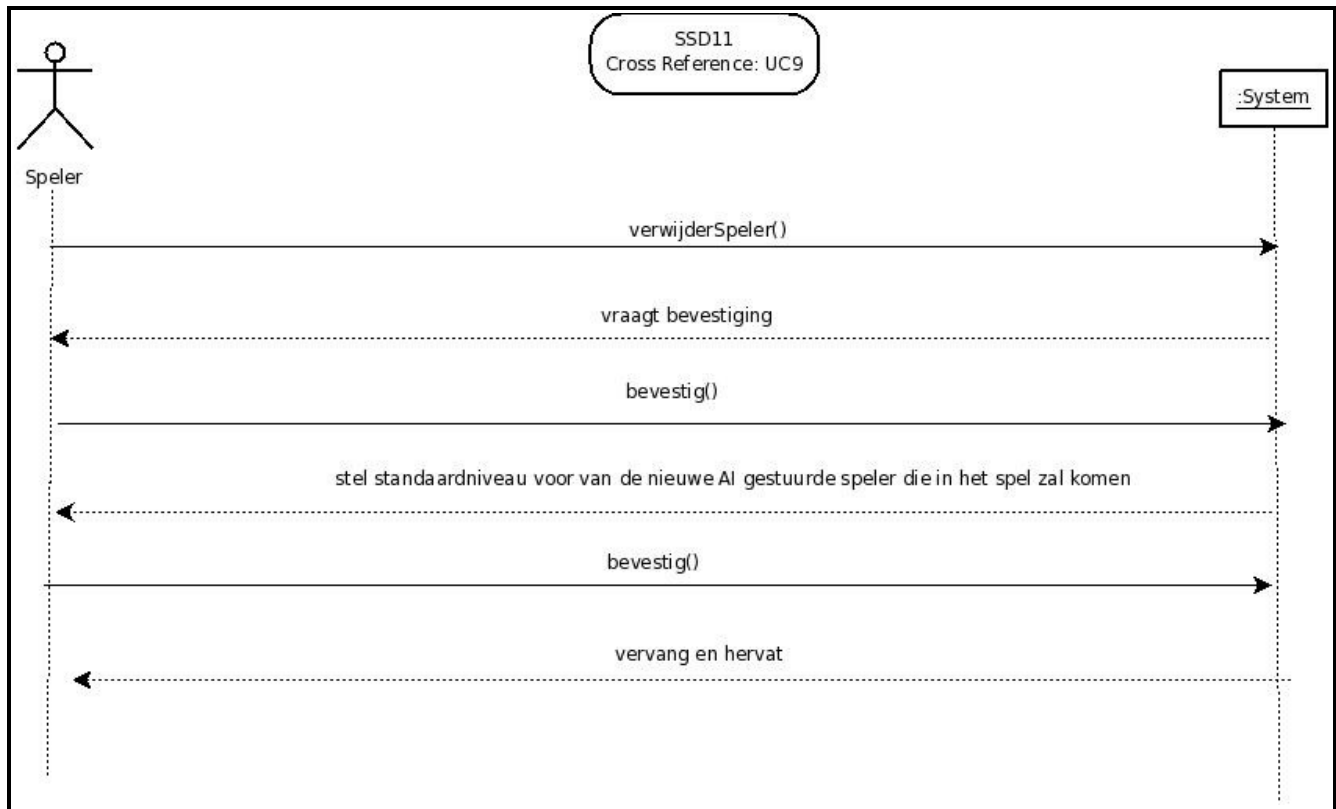 SSD11
Cross Reference: UC9
:System
Speler
verwijderSpeler()
vraagt bevestiging
bevestig()
stel standaardniveau voor van de nieuwe AI gestuurde speler die in het spel zal komen
bevestig()
vervang en hervat